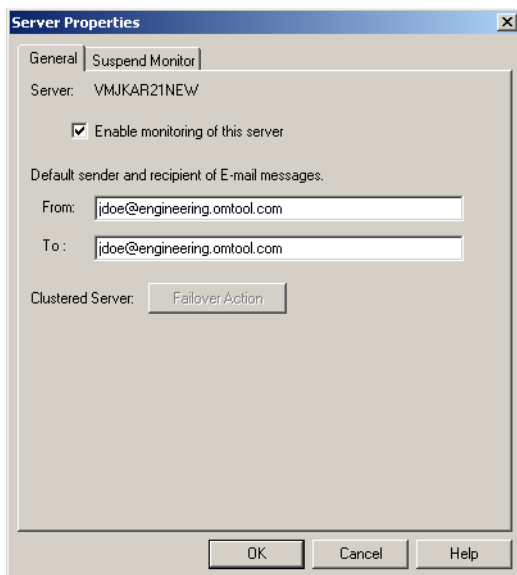 Server Properties
General Suspend Monitor
Server: VMJKAR21NEW
Enable monitoring of this server
Default sender and recipient of E-mail messages.
From: jdoe@engineering.omtool.com
To : jdoe@engineering.omtool.com
Clustered Server: Failover Action
OK Cancel Help